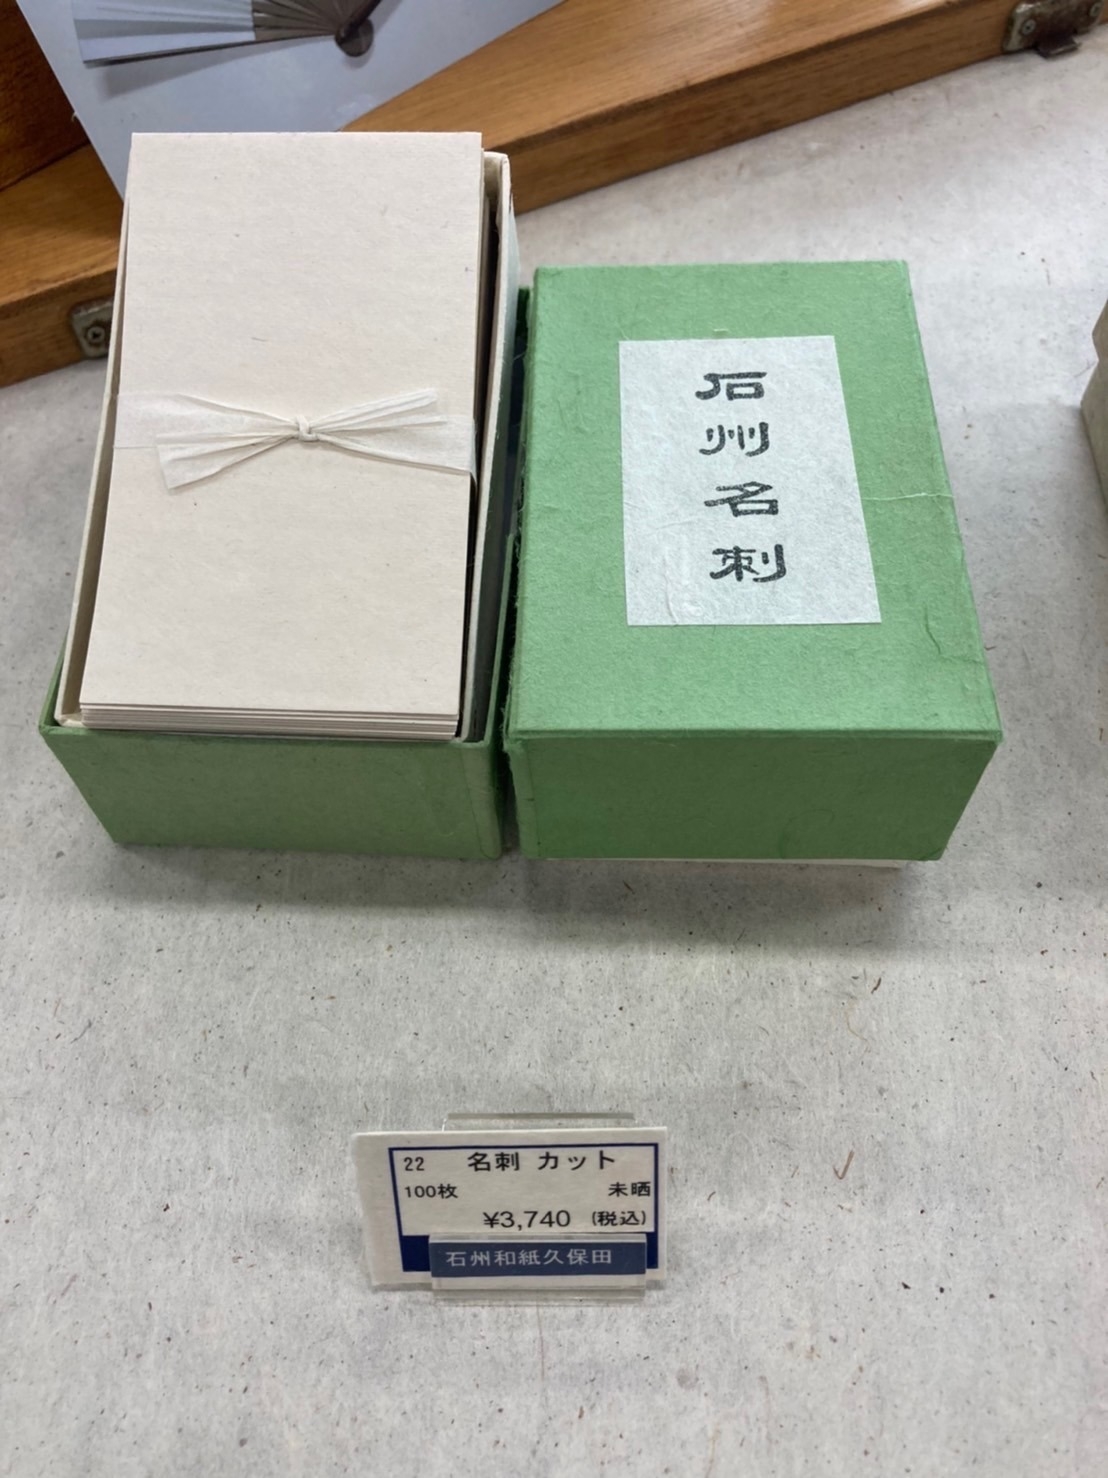 石州名刺
22 名刺 カット
100枚 未晒
¥3,740 (税込)
石州和紙久保田